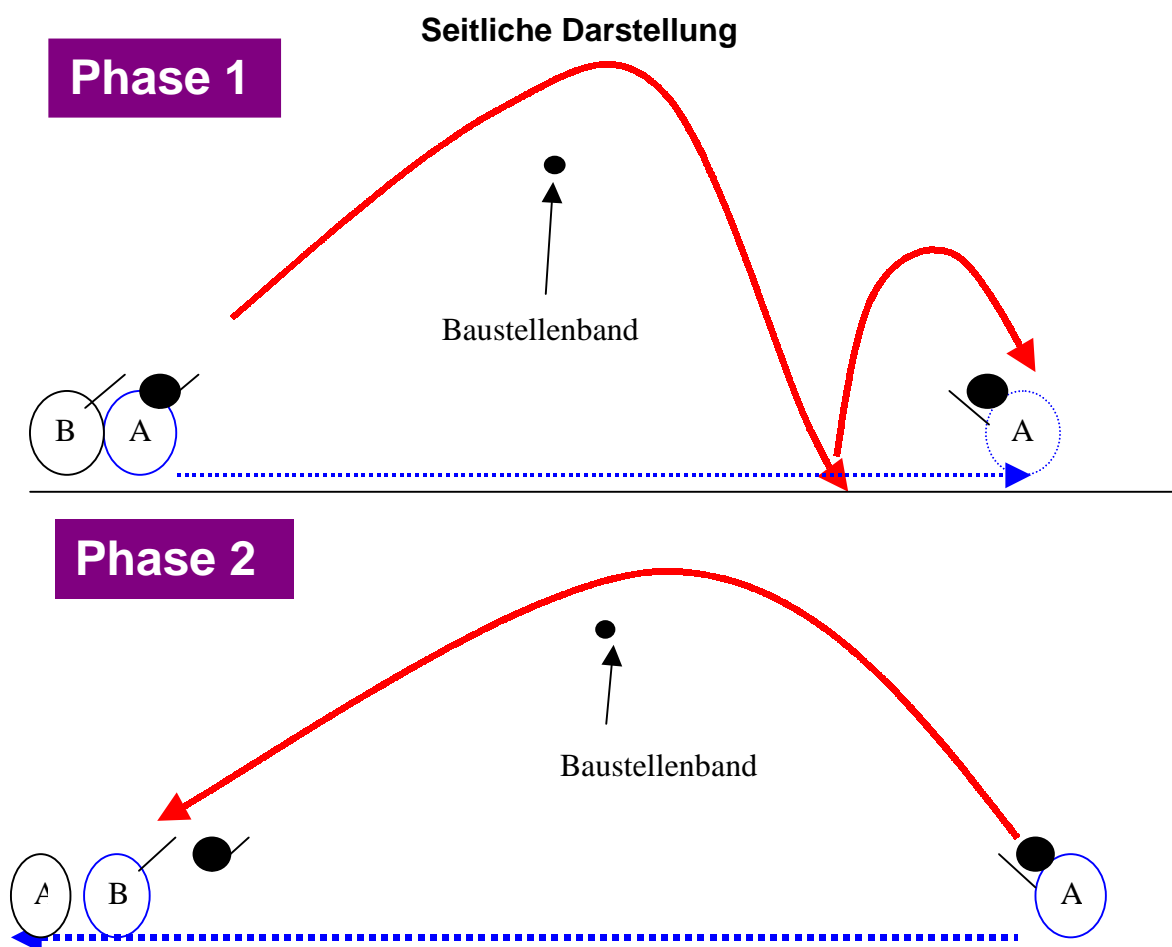 Seitliche Darstellung
Phase 1
Baustellenband
B A
A
Phase 2
Baustellenband
A B
A